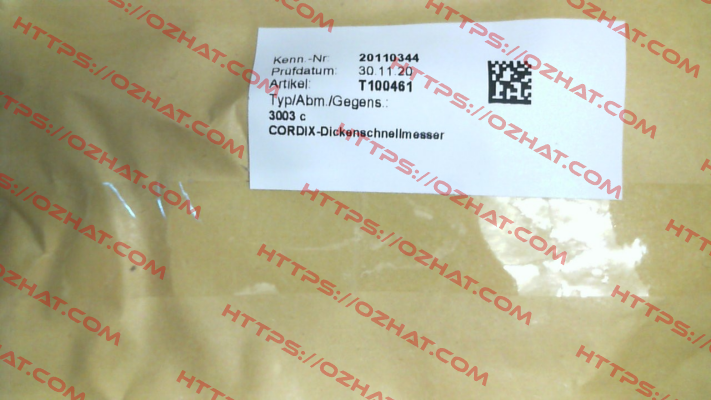 Kenn.-Nr: 20110344
Prüfdatum: 30.11.20
Artikel: T100461
Typ/Abm./Gegens.:
3003 c
CORDIX-Dickenschnellmesser
HTTPS://OZHAT.COM